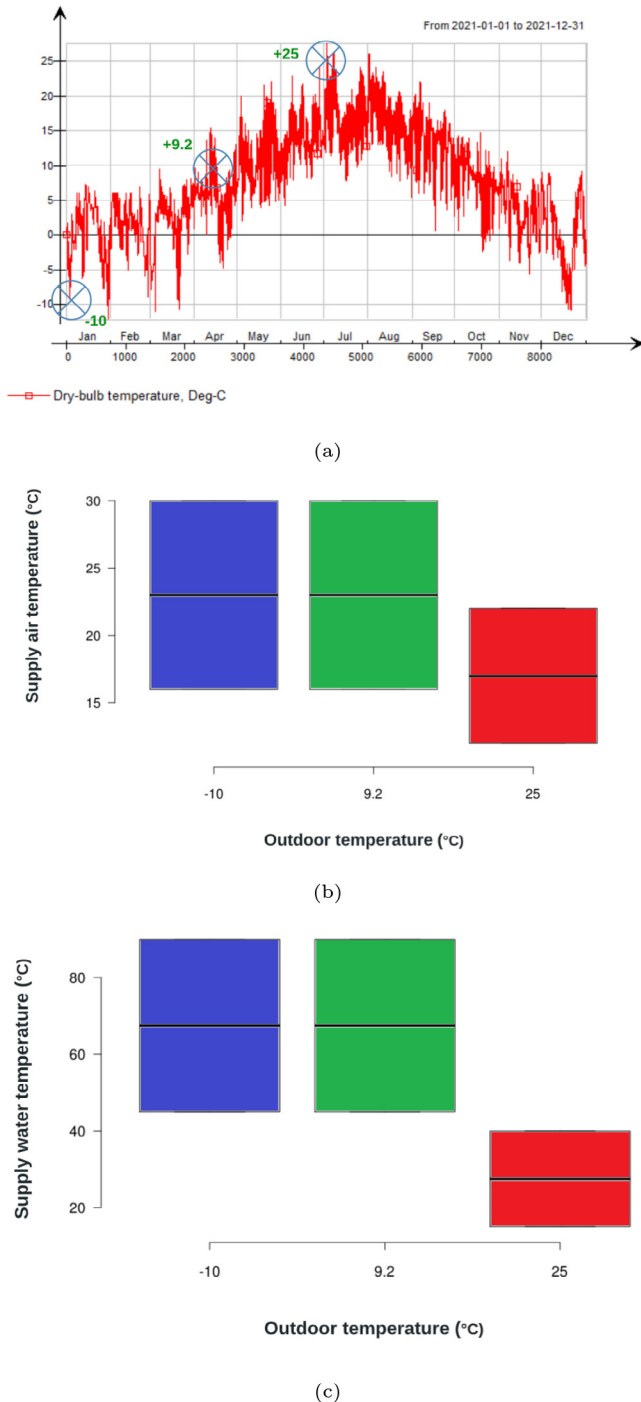 From 2021-01-01 to 2021-12-31
+25
25
20
15
+9.2
10
5
0
-5
-10
-10
Jan Feb Mar Apr May Jun Jul Aug Sep Oct Nov Dec
0 1000 2000 3000 4000 5000 6000 7000 8000
Dry-bulb temperature, Deg-C
(a)
Supply air temperature (°C)
30
25
20
15
-10 9.2 25
Outdoor temperature (°C)
(b)
Supply water temperature (°C)
80
60
40
20
-10 9.2 25
Outdoor temperature (°C)
(c)